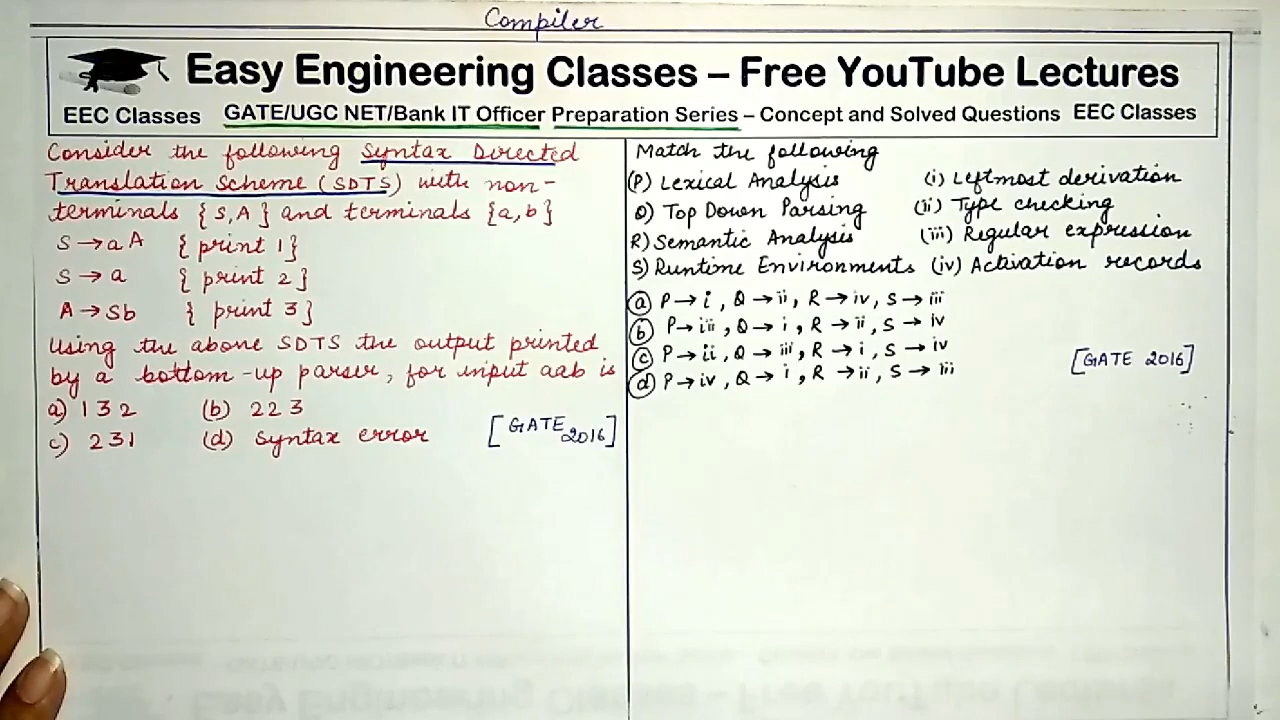 Compiler
Easy Engineering Classes – Free YouTube Lectures
EEC Classes GATE/UGC NET/Bank IT Officer Preparation Series – Concept and Solved Questions EEC Classes
Consider the following Syntax Directed
Translation Scheme (SDTS) with non-
terminals {S,A} and terminals {a,b}
S→aA {print 1}
S→a {print 2}
A→Sb {print 3}
Using the above SDTS the output printed
by a bottom-up parser, for input aab is
a) 1 3 2 (b) 2 2 3
c) 2 3 1 (d) Syntax error [GATE 2016]
Match the following
(P) Lexical Analysis (i) Leftmost derivation
Q) Top Down Parsing (ii) Type checking
R) Semantic Analysis (iii) Regular expression
S) Runtime Environments (iv) Activation records
(a) P→i, Q→ii, R→iv, S→iii
(b) P→iii, Q→i, R→ii, S→iv
(c) P→ii, Q→iii, R→i, S→iv
(d) P→iv, Q→i, R→ii, S→iii
[GATE 2016]